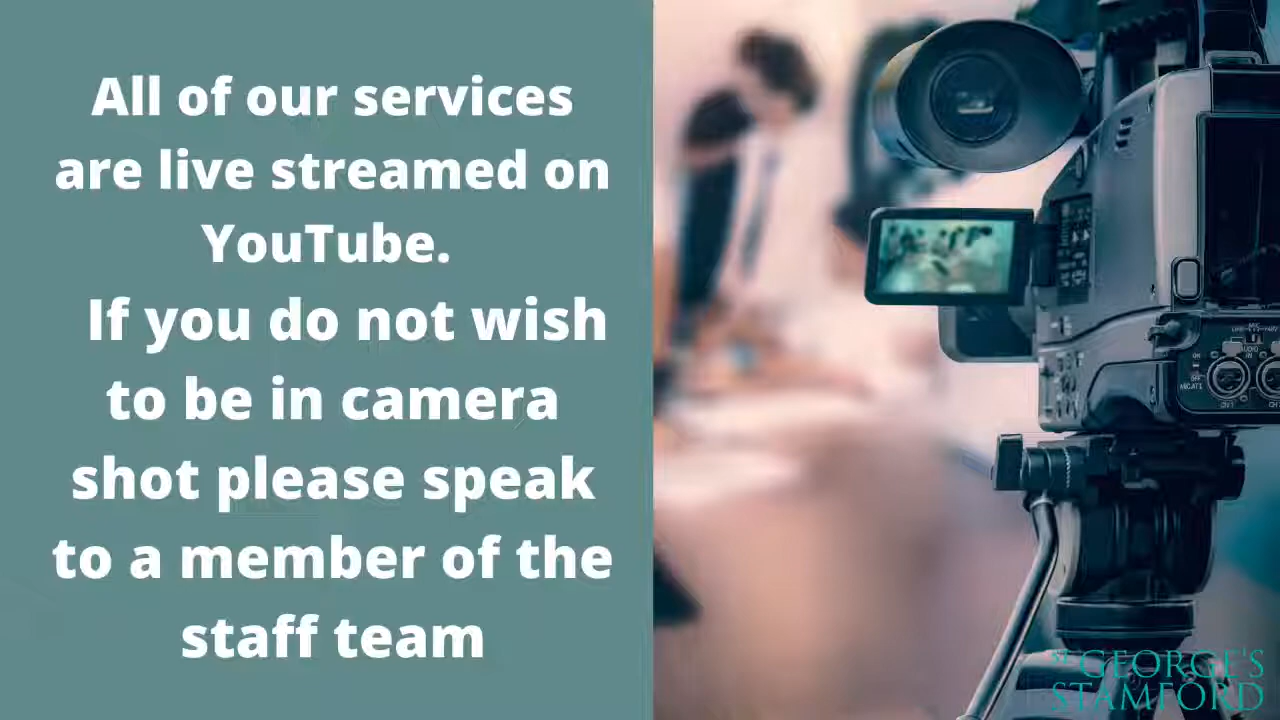 All of our services
are live streamed on
YouTube.
If you do not wish
to be in camera
shot please speak
to a member of the
staff team
ST GEORGE'S
STAMFORD